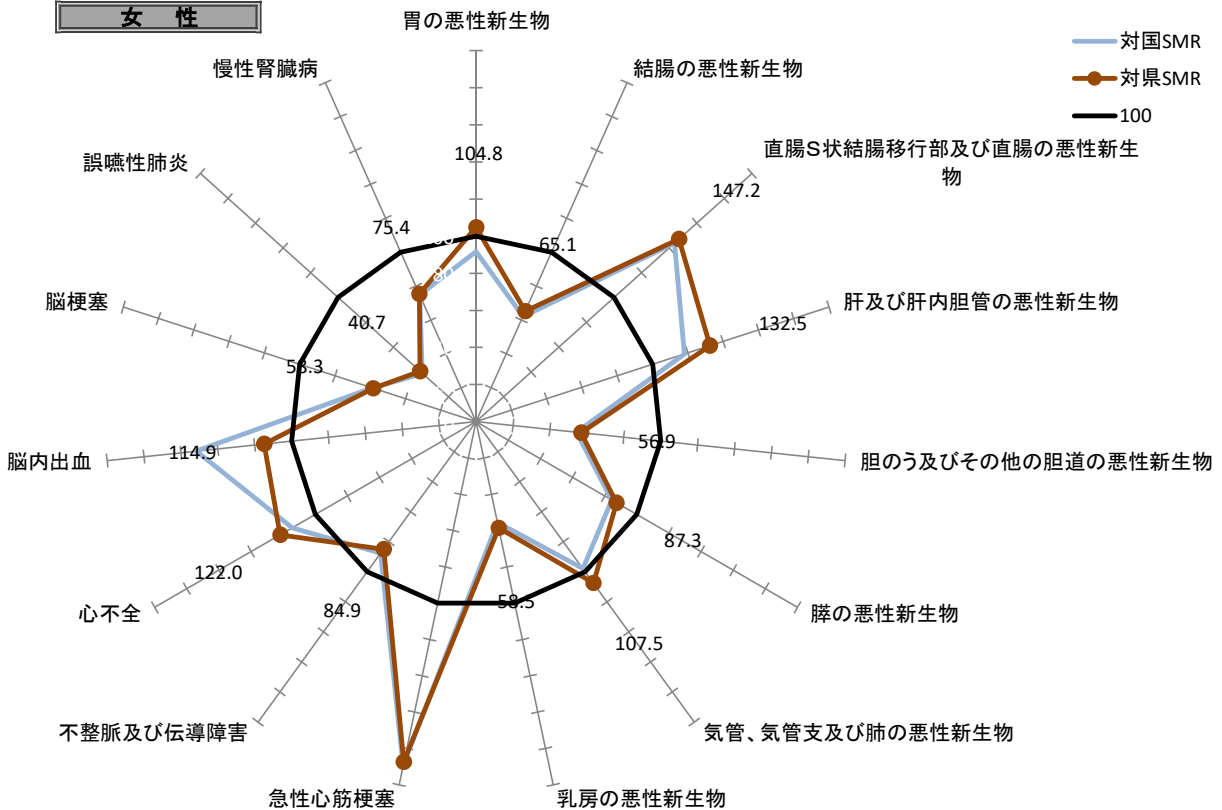 女 性
胃の悪性新生物
対国SMR
対県SMR
100
慢性腎臓病
結腸の悪性新生物
誤嚥性肺炎
直腸S状結腸移行部及び直腸の悪性新生
物
104.8
147.2
75.4
65.1
80
脳梗塞
肝及び肝内胆管の悪性新生物
40.7
132.5
53.3
脳内出血
114.9
56.9
胆のう及びその他の胆道の悪性新生物
心不全
122.0
87.3
膵の悪性新生物
84.9
58.5
107.5
不整脈及び伝導障害
気管、気管支及び肺の悪性新生物
急性心筋梗塞
乳房の悪性新生物